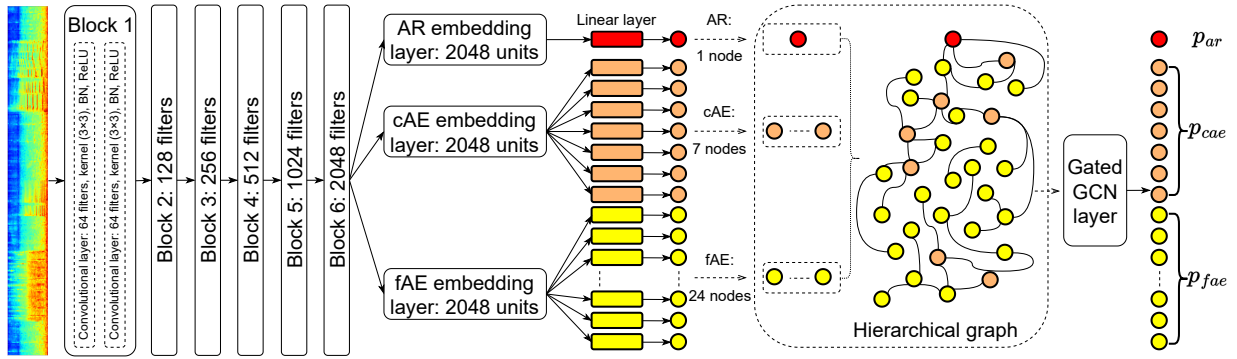 Block 1
Convolutional layer: 64 filters, kernel (3×3), BN, ReLU
Convolutional layer: 64 filters, kernel (3×3), BN, ReLU
Block 2: 128 filters
Block 3: 256 filters
Block 4: 512 filters
Block 5: 1024 filters
Block 6: 2048 filters
AR embedding
layer: 2048 units
cAE embedding
layer: 2048 units
fAE embedding
layer: 2048 units
Linear layer
AR:
1 node
cAE:
7 nodes
fAE:
24 nodes
Hierarchical graph
Gated
GCN
layer
p_ar
p_cae
p_fae